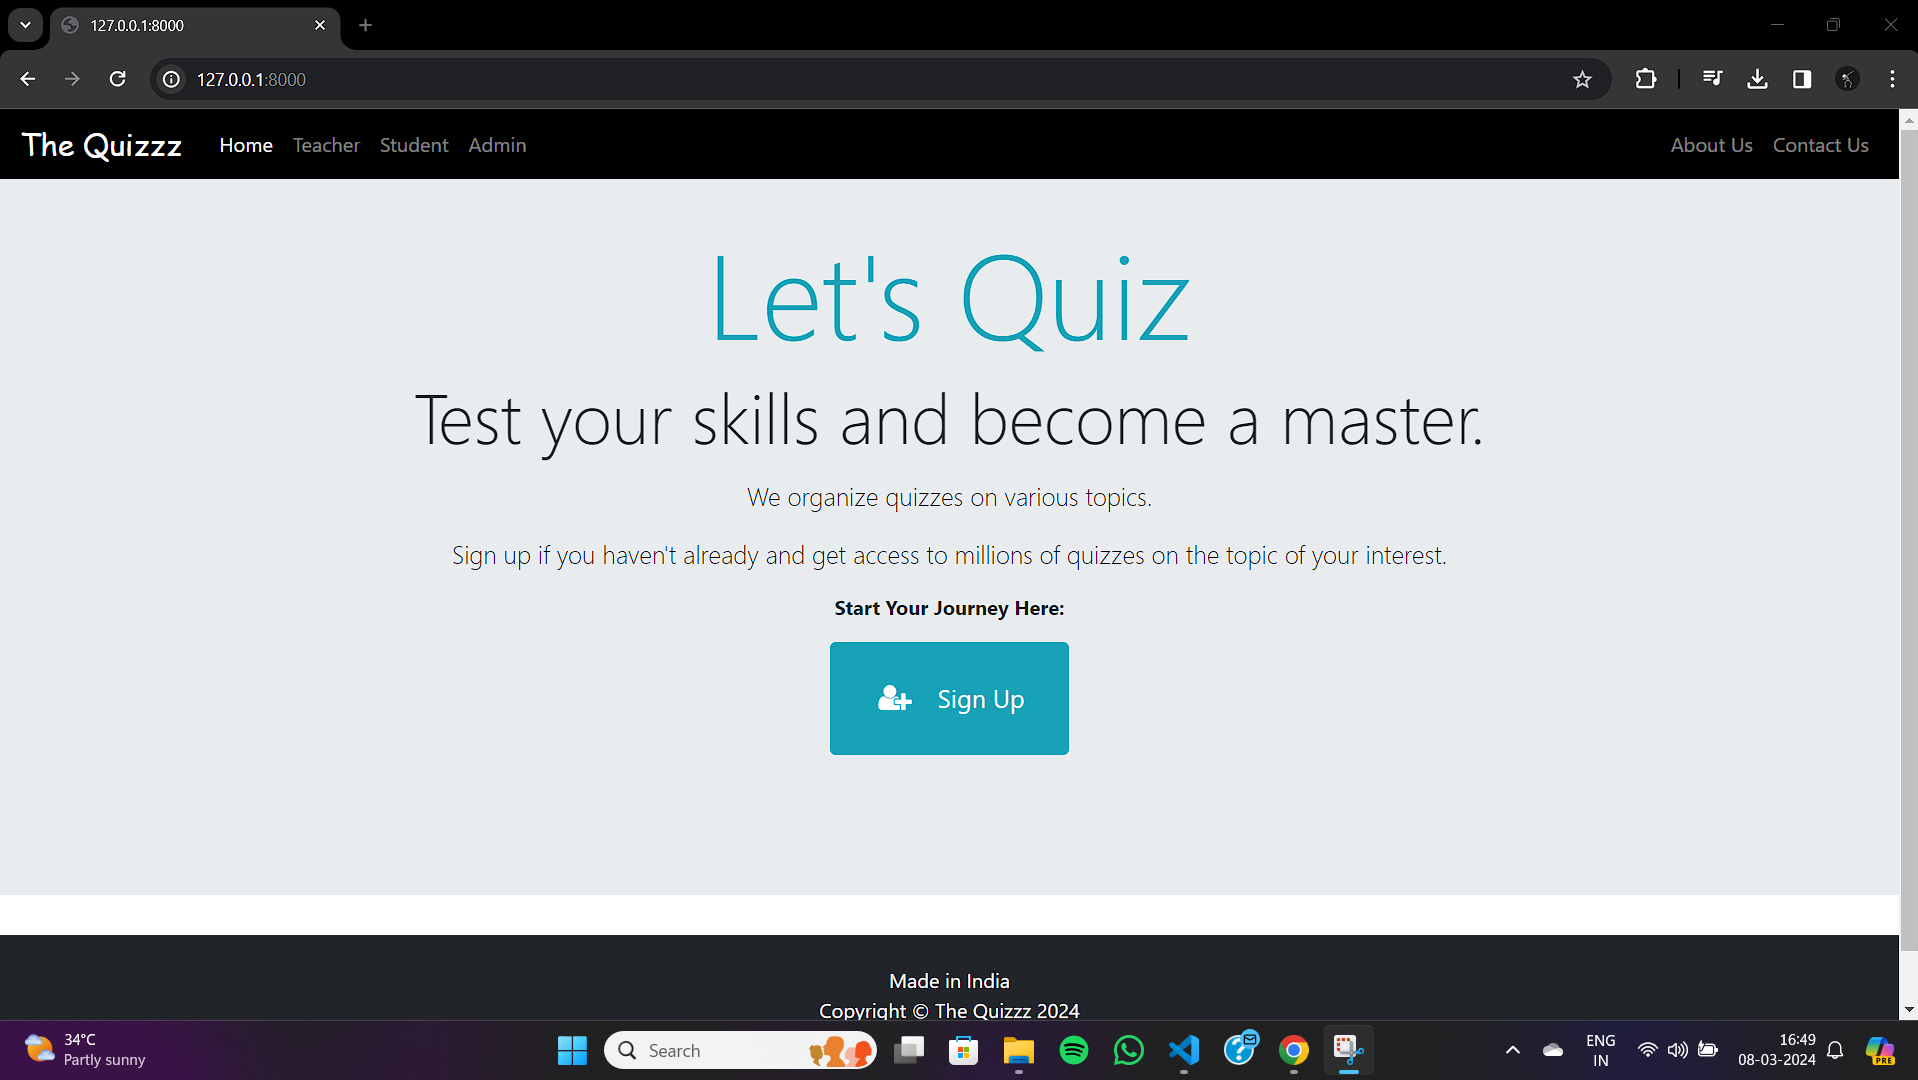 127.0.0.1:8000
127.0.0.1:8000
The Quizzz Home Teacher Student Admin About Us Contact Us
Let's Quiz
Test your skills and become a master.
We organize quizzes on various topics.
Sign up if you haven't already and get access to millions of quizzes on the topic of your interest.
Start Your Journey Here:
Sign Up
Made in India
Copyright © The Quizzz 2024
34°C
Partly sunny
Search
ENG
IN
16:49
08-03-2024
PRE